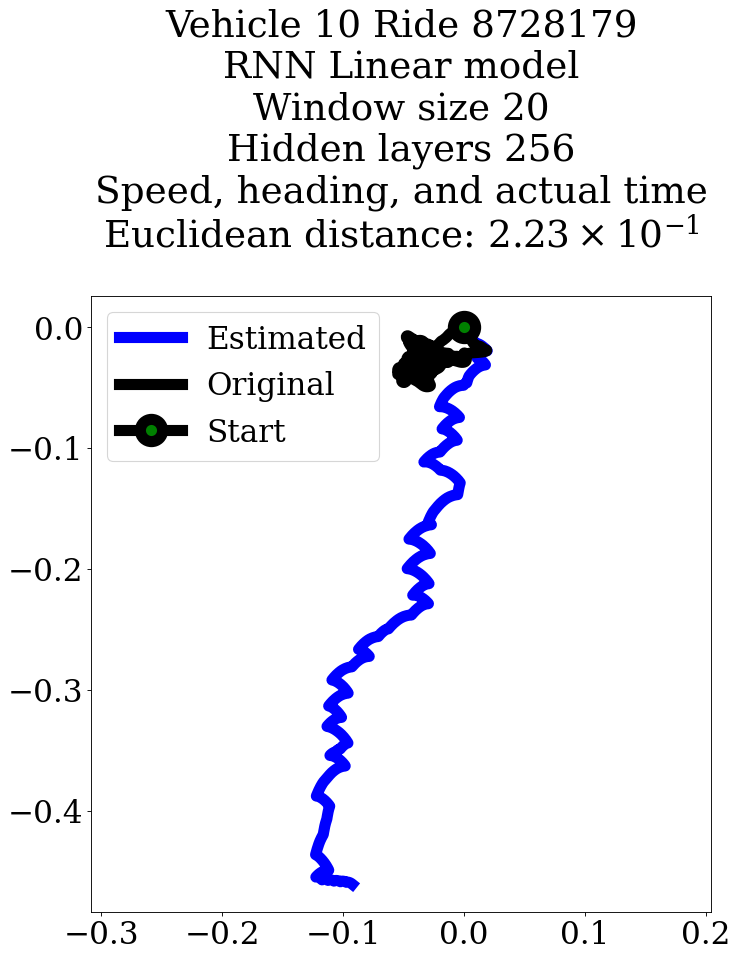 Vehicle 10 Ride 8728179
RNN Linear model
Window size 20
Hidden layers 256
Speed, heading, and actual time
Euclidean distance: 2.23 × 10⁻¹
Estimated
Original
Start
0.0
−0.1
−0.2
−0.3
−0.4
−0.3 −0.2 −0.1 0.0 0.1 0.2